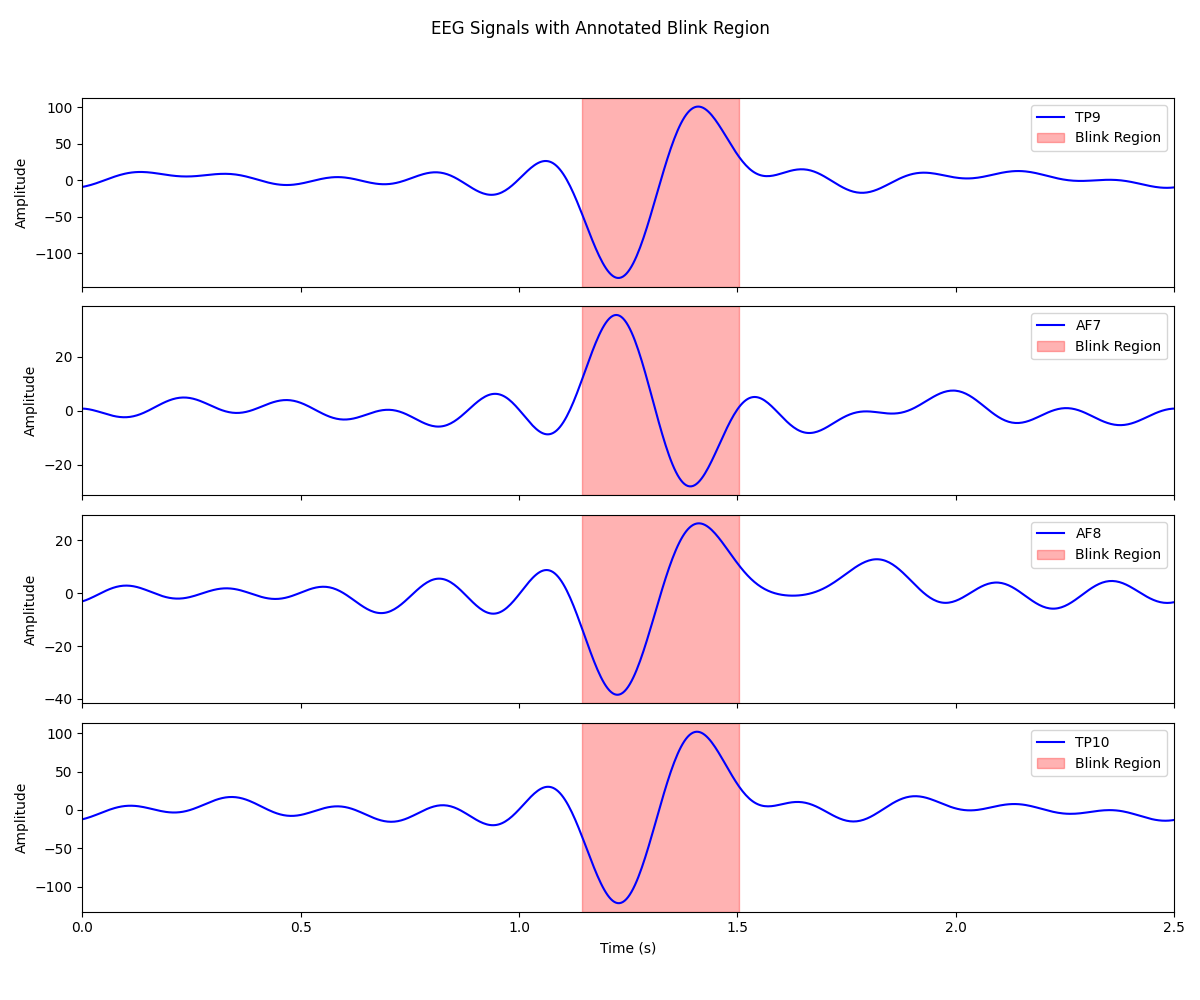 EEG Signals with Annotated Blink Region
100
50
0
−50
−100
Amplitude
TP9
Blink Region
20
0
−20
Amplitude
AF7
Blink Region
20
0
−20
−40
Amplitude
AF8
Blink Region
100
50
0
−50
−100
Amplitude
TP10
Blink Region
0.0 0.5 1.0 1.5 2.0 2.5
Time (s)